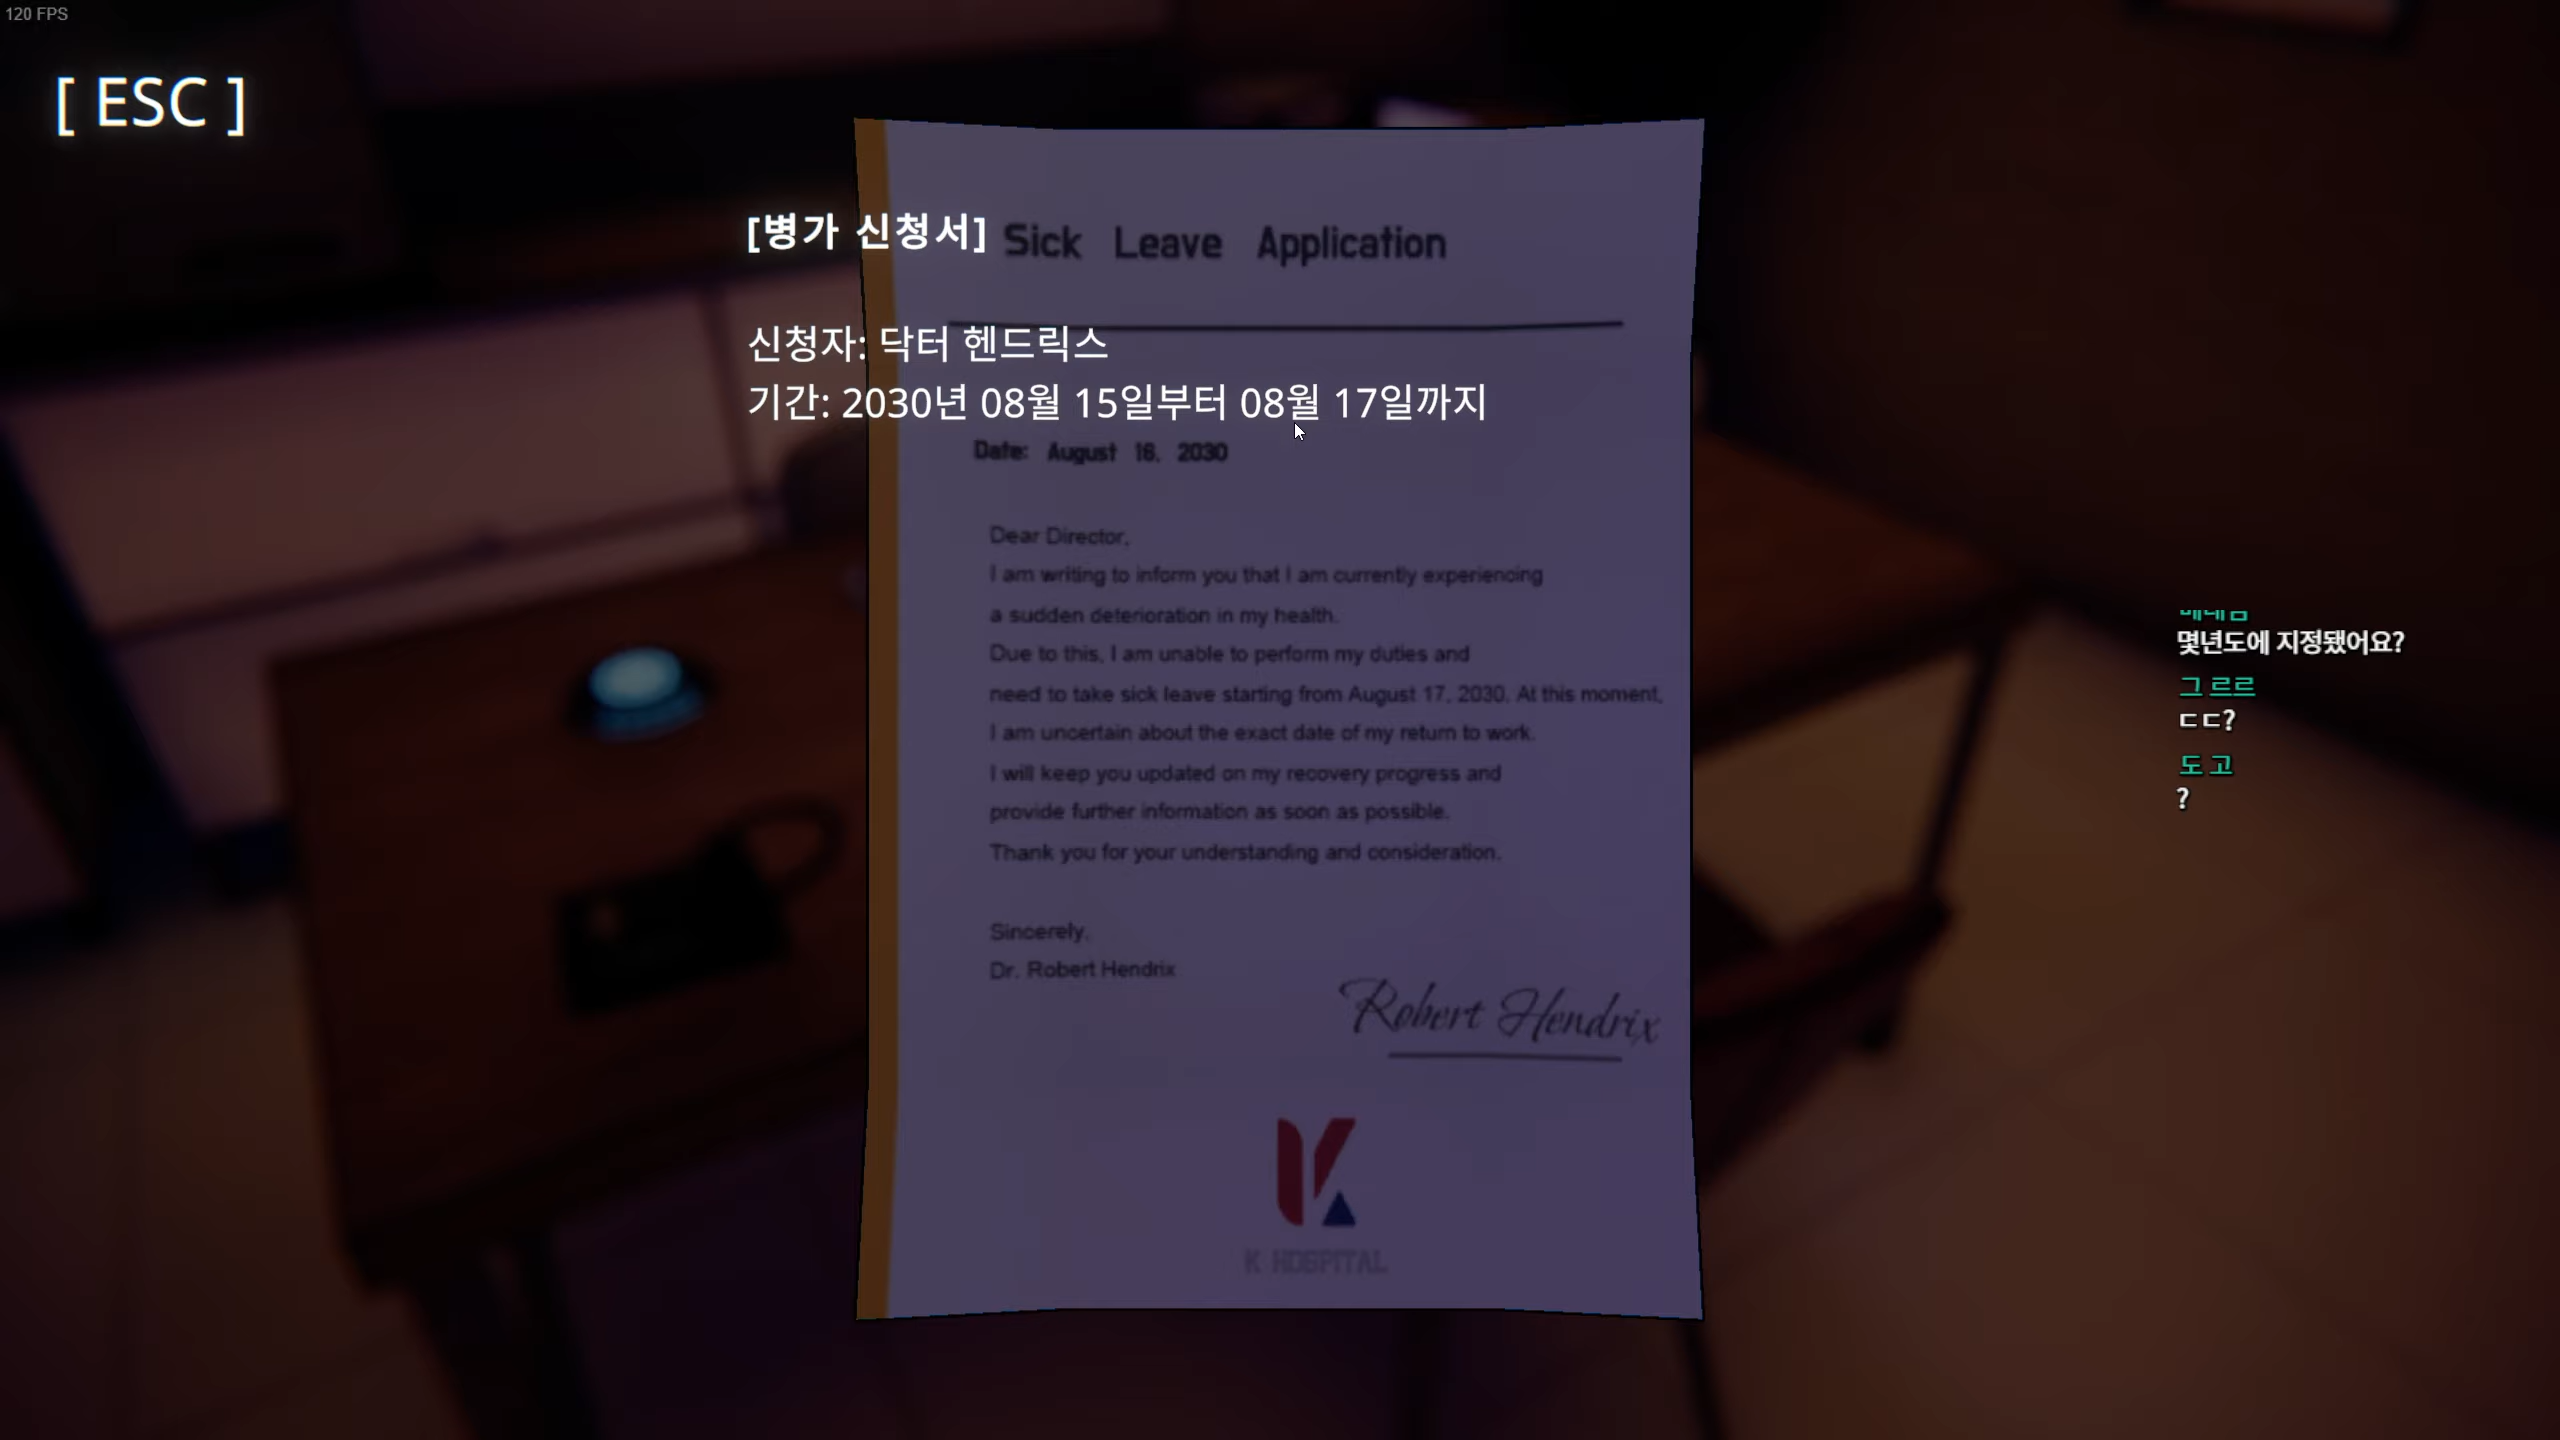 120 FPS
[ ESC ]
[병가 신청서]
Sick Leave Application
신청자: 닥터 헨드릭스
기간: 2030년 08월 15일부터 08월 17일까지
Date: August 16, 2030
Dear Director,
I am writing to inform you that I am currently experiencing
a sudden deterioration in my health.
Due to this, I am unable to perform my duties and
need to take sick leave starting from August 17, 2030. At this moment,
I am uncertain about the exact date of my return to work.
I will keep you updated on my recovery progress and
provide further information as soon as possible.
Thank you for your understanding and consideration.
Sincerely,
Dr. Robert Hendrix
Robert Hendrix
K HOSPITAL
몇년도에 지정됐어요?
그 르르
ㄷㄷ?
도 고
?